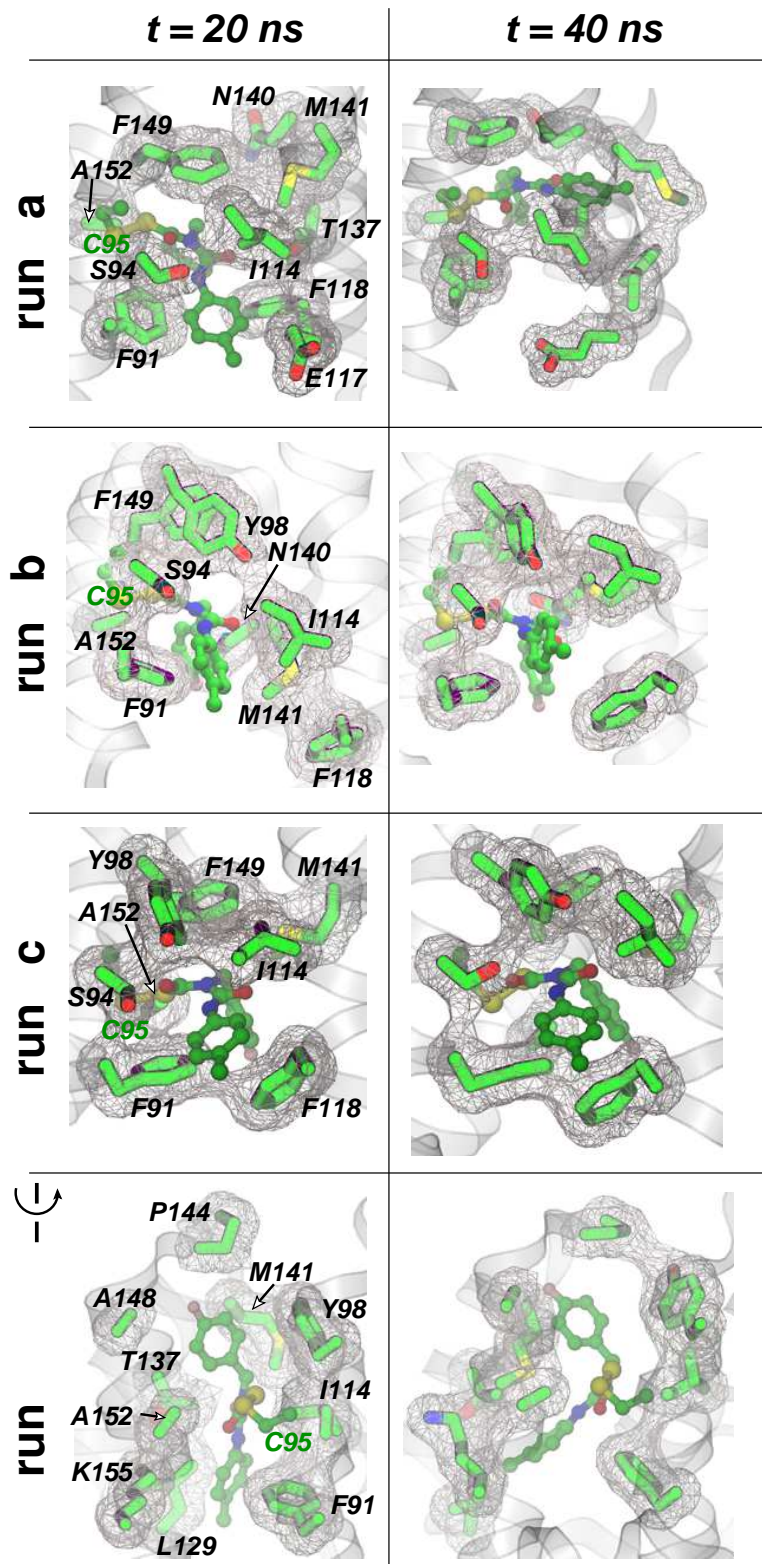 t = 20 ns
t = 40 ns
run a
N140
M141
F149
A152
C95
T137
S94
I114
F118
F91
E117
run b
F149
Y98
N140
S94
C95
I114
A152
F91
M141
F118
run c
Y98
F149
M141
A152
I114
S94
C95
F91
F118
run
P144
M141
A148
Y98
T137
I114
A152
C95
K155
F91
L129